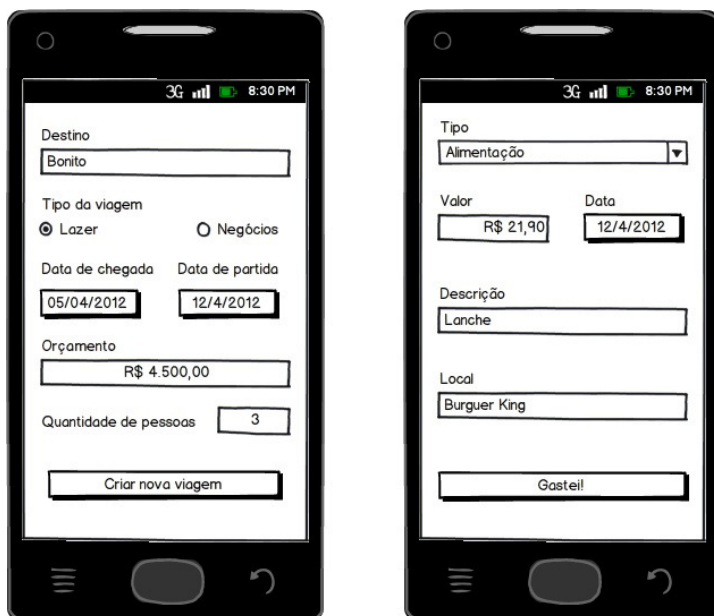 3G 8:30 PM
Destino
Bonito
Tipo da viagem
Lazer Negócios
Data de chegada Data de partida
05/04/2012 12/4/2012
Orçamento
R$ 4.500,00
Quantidade de pessoas 3
Criar nova viagem
3G 8:30 PM
Tipo
Alimentação
Valor Data
R$ 21,90 12/4/2012
Descrição
Lanche
Local
Burguer King
Gastei!